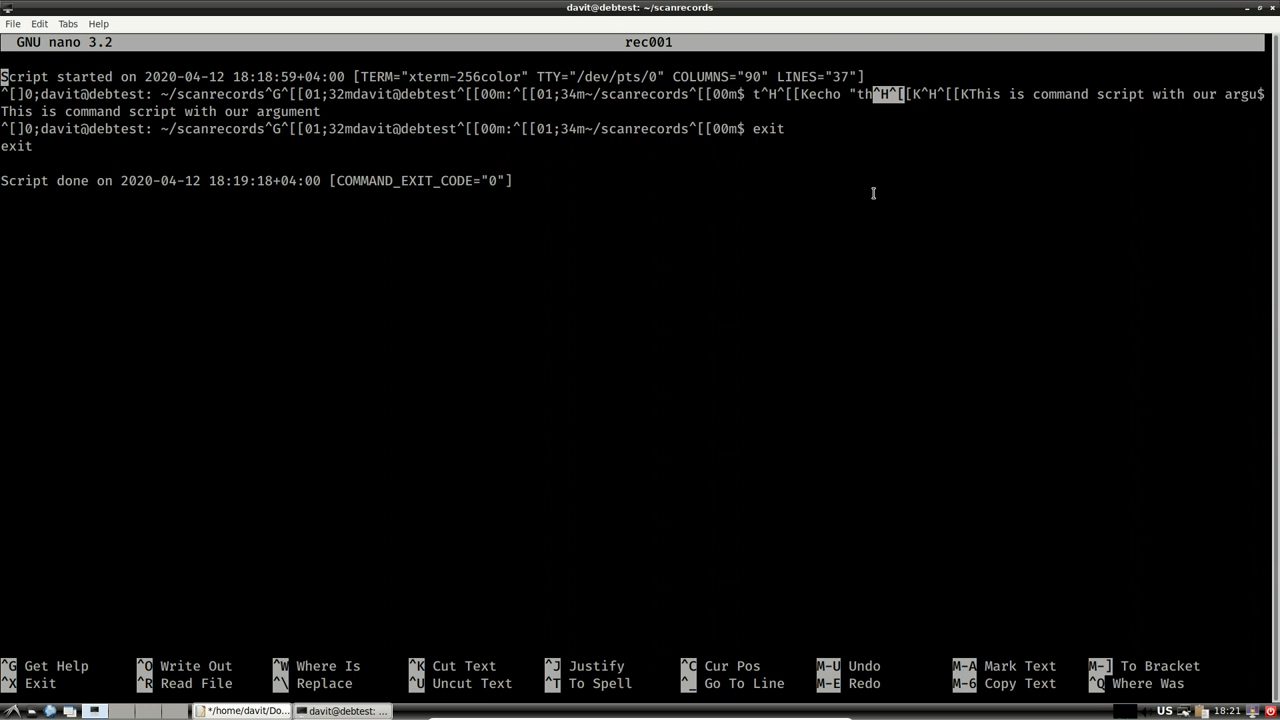 davit@debtest: ~/scanrecords
File Edit Tabs Help
GNU nano 3.2 rec001
Script started on 2020-04-12 18:18:59+04:00 [TERM="xterm-256color" TTY="/dev/pts/0" COLUMNS="90" LINES="37"]
^[]0;davit@debtest: ~/scanrecords^G^[[01;32mdavit@debtest^[[00m:^[[01;34m~/scanrecords^[[00m$ t^H^[[Kecho "th^H^[[K^H^[[KThis is command script with our argu$
This is command script with our argument
^[]0;davit@debtest: ~/scanrecords^G^[[01;32mdavit@debtest^[[00m:^[[01;34m~/scanrecords^[[00m$ exit
exit
Script done on 2020-04-12 18:19:18+04:00 [COMMAND_EXIT_CODE="0"]
^G Get Help ^O Write Out ^W Where Is ^K Cut Text ^J Justify ^C Cur Pos M-U Undo M-A Mark Text M-] To Bracket
^X Exit ^R Read File ^\ Replace ^U Uncut Text ^T To Spell ^_ Go To Line M-E Redo M-6 Copy Text ^Q Where Was
*/home/davit/Do... davit@debtest: ... US 18:21